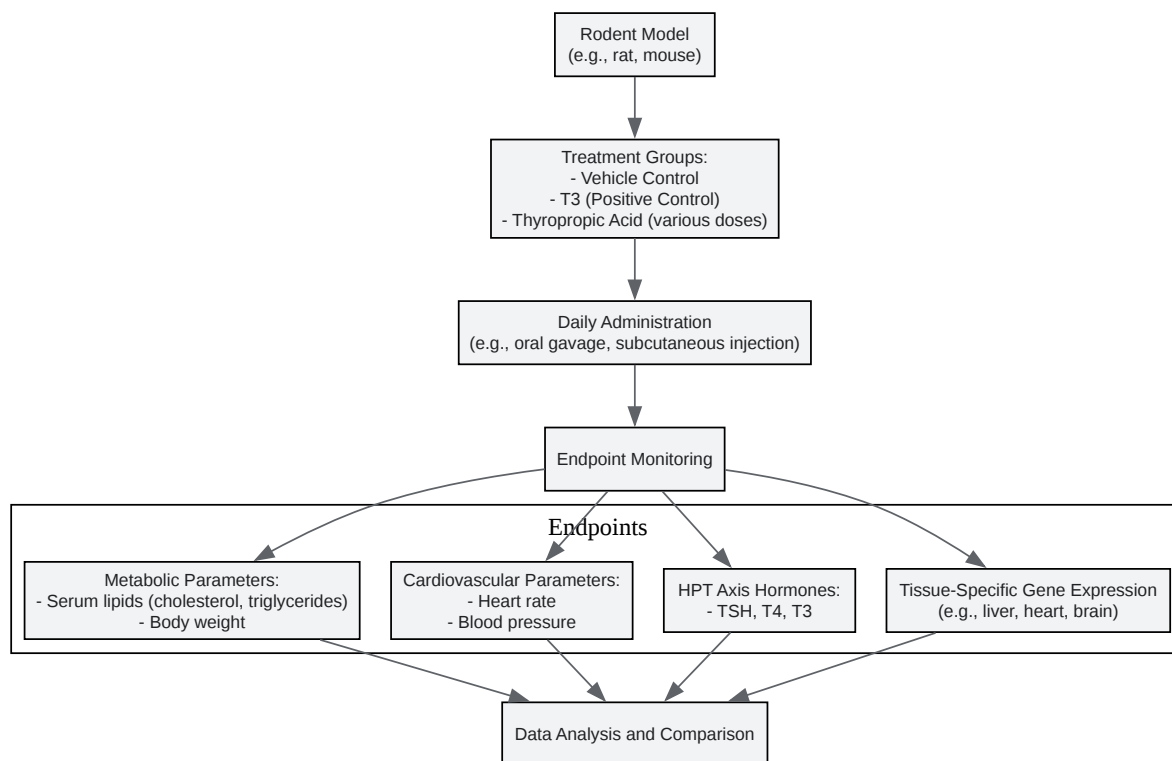 Rodent Model
(e.g., rat, mouse)
Treatment Groups:
- Vehicle Control
- T3 (Positive Control)
- Thyropropic Acid (various doses)
Daily Administration
(e.g., oral gavage, subcutaneous injection)
Endpoint Monitoring
Endpoints
Metabolic Parameters:
- Serum lipids (cholesterol, triglycerides)
- Body weight
Cardiovascular Parameters:
- Heart rate
- Blood pressure
HPT Axis Hormones:
- TSH, T4, T3
Tissue-Specific Gene Expression
(e.g., liver, heart, brain)
Data Analysis and Comparison